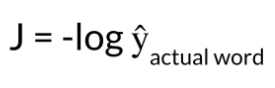 J = -log ŷ actual word